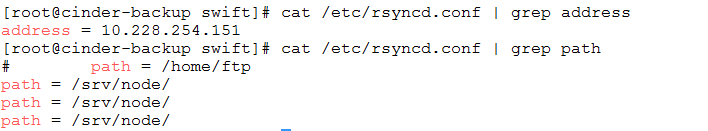 [root@cinder-backup swift]# cat /etc/rsyncd.conf | grep address
address = 10.228.254.151
[root@cinder-backup swift]# cat /etc/rsyncd.conf | grep path
#        path = /home/ftp
path = /srv/node/
path = /srv/node/
path = /srv/node/